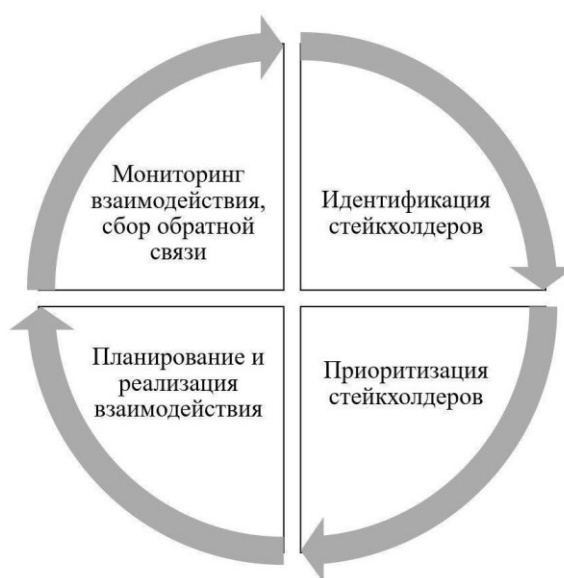 Мониторинг
взаимодействия,
сбор обратной
связи
Идентификация
стейкхолдеров
Планирование и
реализация
взаимодействия
Приоритизация
стейкхолдеров